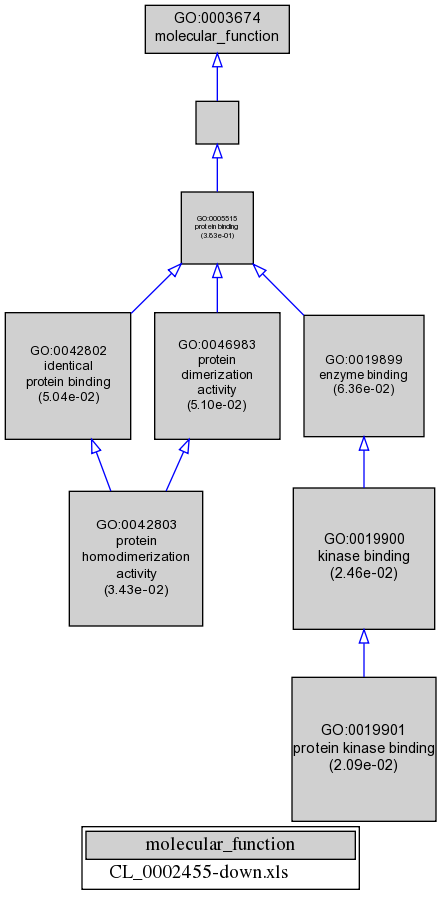 GO:0003674
molecular_function
GO:0005515
protein binding
(3.63e-01)
GO:0042802
identical
protein binding
(5.04e-02)
GO:0046983
protein
dimerization
activity
(5.10e-02)
GO:0019899
enzyme binding
(6.36e-02)
GO:0042803
protein
homodimerization
activity
(3.43e-02)
GO:0019900
kinase binding
(2.46e-02)
GO:0019901
protein kinase binding
(2.09e-02)
molecular_function
CL_0002455-down.xls